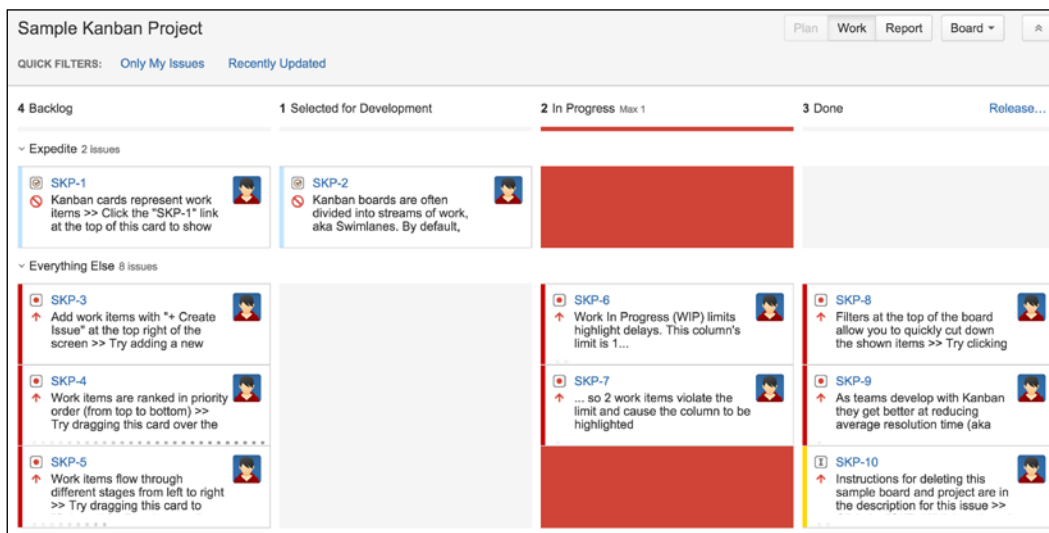 Sample Kanban Project
Plan Work Report Board
QUICK FILTERS: Only My Issues Recently Updated
4 Backlog
1 Selected for Development
2 In Progress Max 1
3 Done
Release...
Expedite 2 issues
SKP-1
Kanban cards represent work
items >> Click the "SKP-1" link
at the top of this card to show
SKP-2
Kanban boards are often
divided into streams of work,
aka Swimlanes. By default,
Everything Else 8 issues
SKP-3
Add work items with "+ Create
Issue" at the top right of the
screen >> Try adding a new
SKP-4
Work items are ranked in priority
order (from top to bottom) >>
Try dragging this card over the
SKP-5
Work items flow through
different stages from left to right
>> Try dragging this card to
SKP-6
Work In Progress (WIP) limits
highlight delays. This column's
limit is 1...
SKP-7
... so 2 work items violate the
limit and cause the column to be
highlighted
SKP-8
Filters at the top of the board
allow you to quickly cut down
the shown items >> Try clicking
SKP-9
As teams develop with Kanban
they get better at reducing
average resolution time (aka
SKP-10
Instructions for deleting this
sample board and project are in
the description for this issue >>